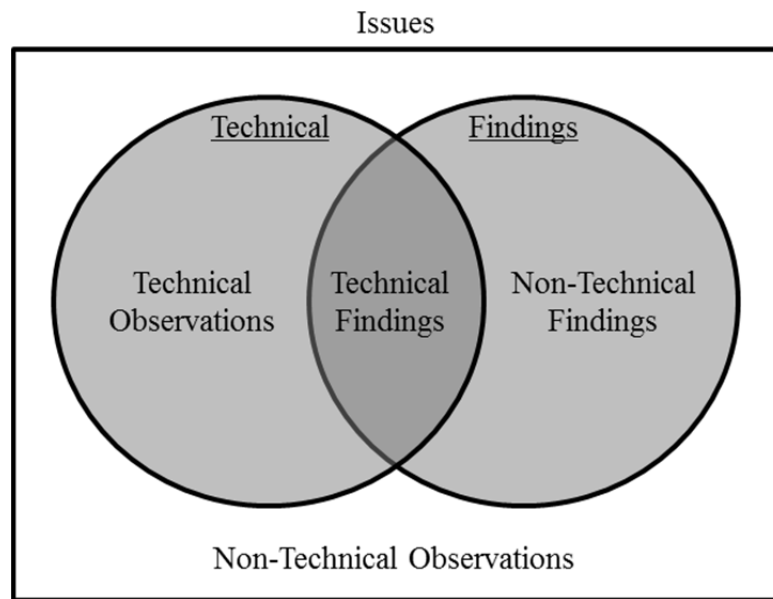 Issues
Technical
Findings
Technical
Observations
Technical
Findings
Non-Technical
Findings
Non-Technical Observations